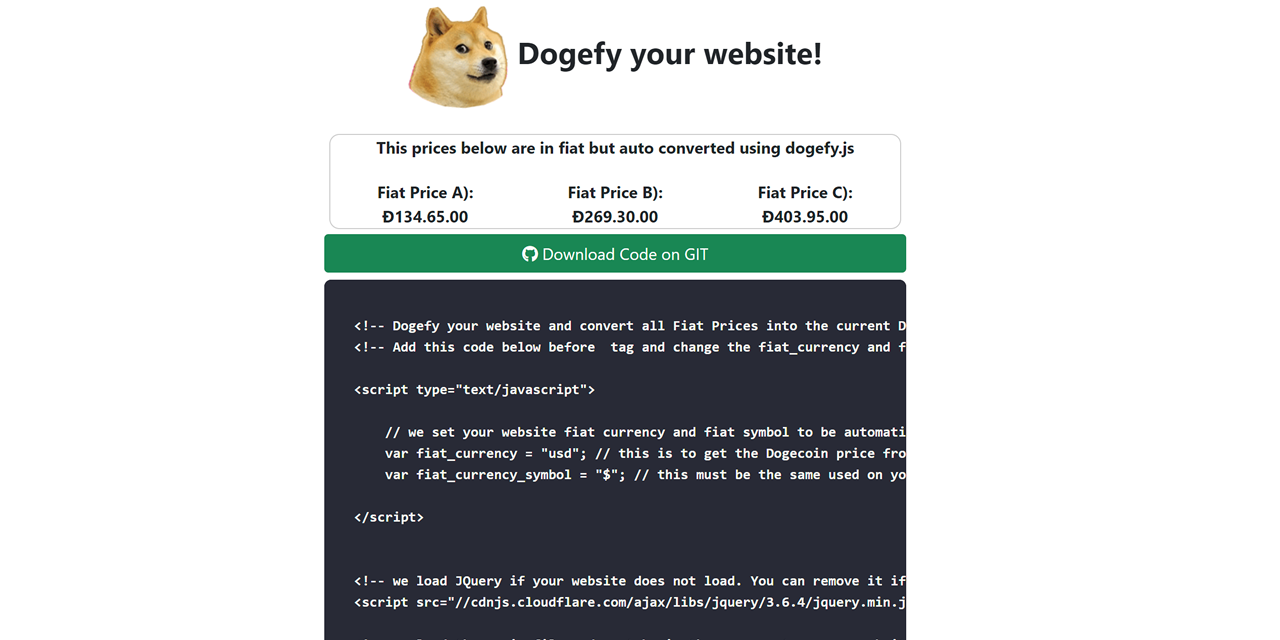 Dogefy your website!
This prices below are in fiat but auto converted using dogefy.js
Fiat Price A): Fiat Price B): Fiat Price C):
Ð134.65.00 Ð269.30.00 Ð403.95.00
Download Code on GIT
<!-- Dogefy your website and convert all Fiat Prices into the current D
<!-- Add this code below before  tag and change the fiat_currency and f
<script type="text/javascript">
// we set your website fiat currency and fiat symbol to be automati
var fiat_currency = "usd"; // this is to get the Dogecoin price fro
var fiat_currency_symbol = "$"; // this must be the same used on yo
</script>
<!-- we load JQuery if your website does not load. You can remove it if
<script src="//cdnjs.cloudflare.com/ajax/libs/jquery/3.6.4/jquery.min.j